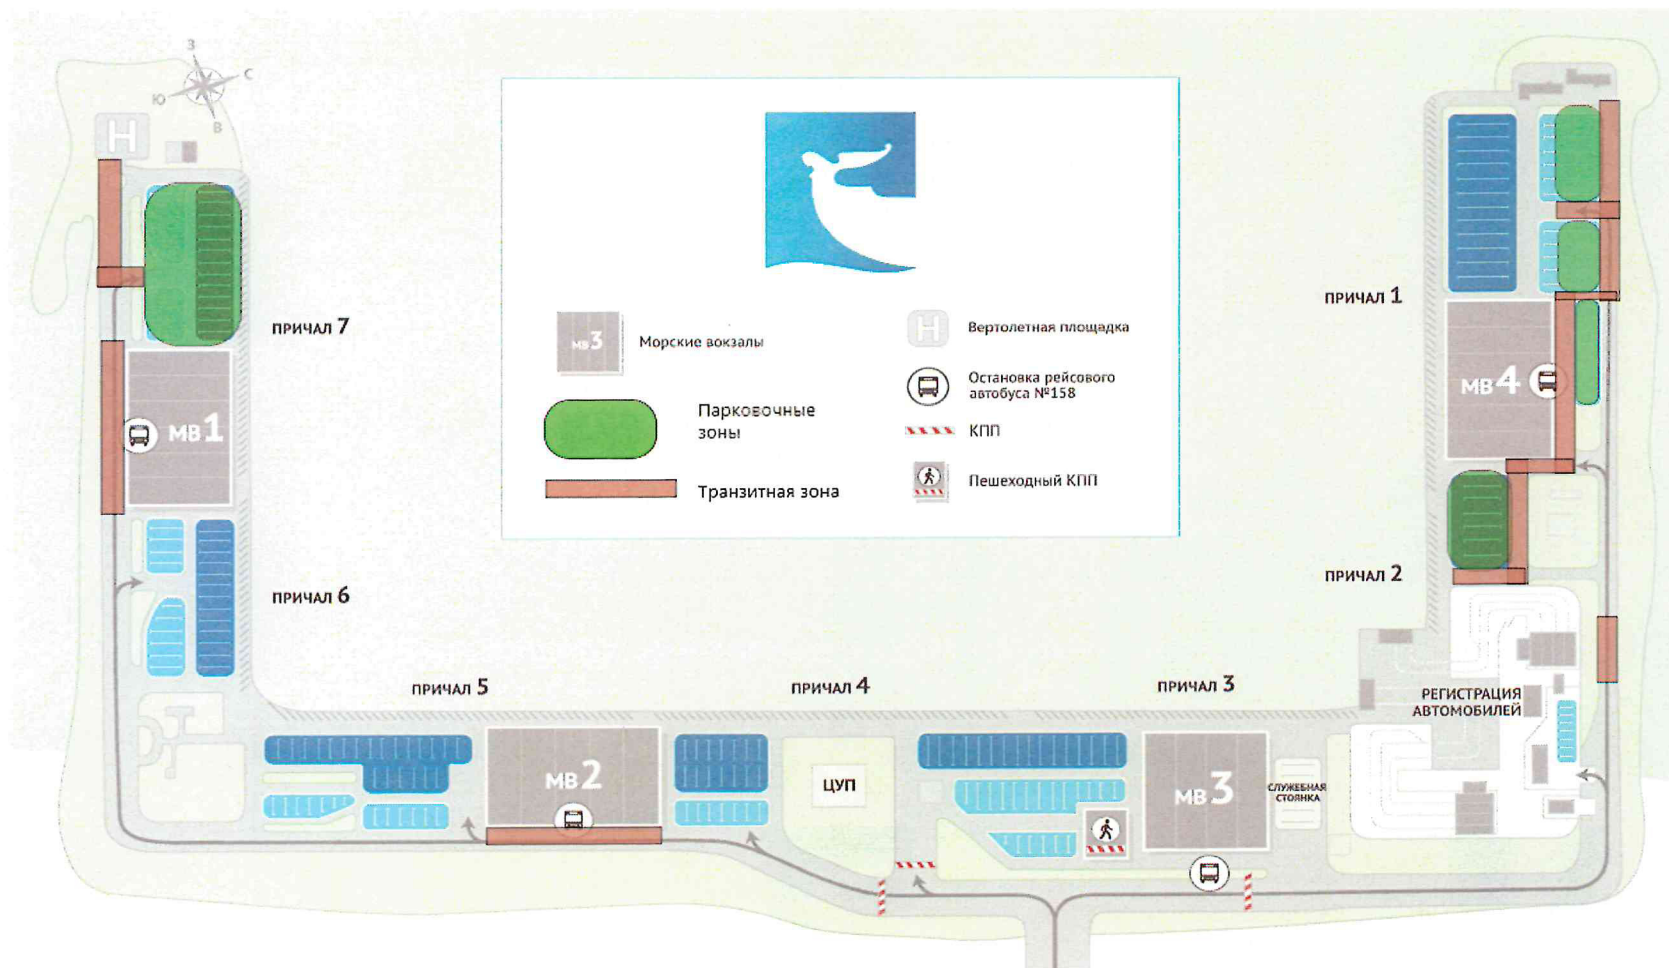 З
С
Ю
В
H
ПРИЧАЛ 7
МВ 1
ПРИЧАЛ 6
МВ 3
Морские вокзалы
Парковочные
зоны
Транзитная зона
H
Вертолетная площадка
Остановка рейсового
автобуса №158
КПП
Пешеходный КПП
ПРИЧАЛ 1
МВ 4
ПРИЧАЛ 2
ПРИЧАЛ 5
ПРИЧАЛ 4
ПРИЧАЛ 3
РЕГИСТРАЦИЯ
АВТОМОБИЛЕЙ
МВ 2
ЦУП
МВ 3
СЛУЖЕБНАЯ
СТОЯНКА